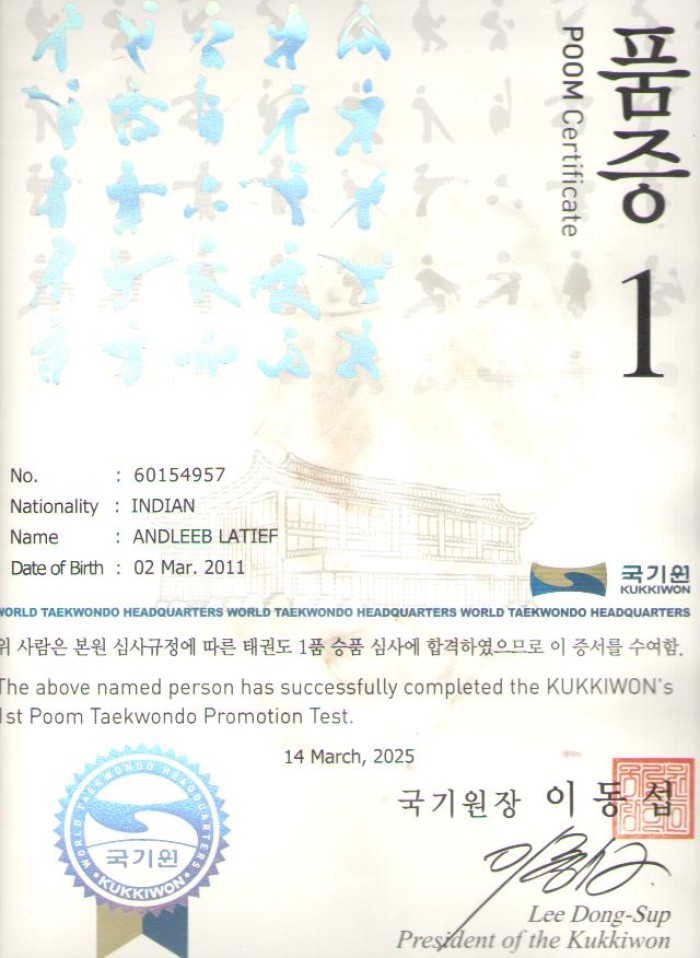 품증
POOM Certificate
1
No. : 60154957
Nationality : INDIAN
Name : ANDLEEB LATIEF
Date of Birth : 02 Mar. 2011
국기원
KUKKIWON
WORLD TAEKWONDO HEADQUARTERS WORLD TAEKWONDO HEADQUARTERS WORLD TAEKWONDO HEADQUARTERS
위 사람은 본원 심사규정에 따른 태권도 1품 승품 심사에 합격하였으므로 이 증서를 수여함.
The above named person has successfully completed the KUKKIWON's
1st Poom Taekwondo Promotion Test.
14 March, 2025
국기원장 이동섭
WORLD TAEKWONDO HEADQUARTERS
국기원
KUKKIWON
Lee Dong-Sup
President of the Kukkiwon